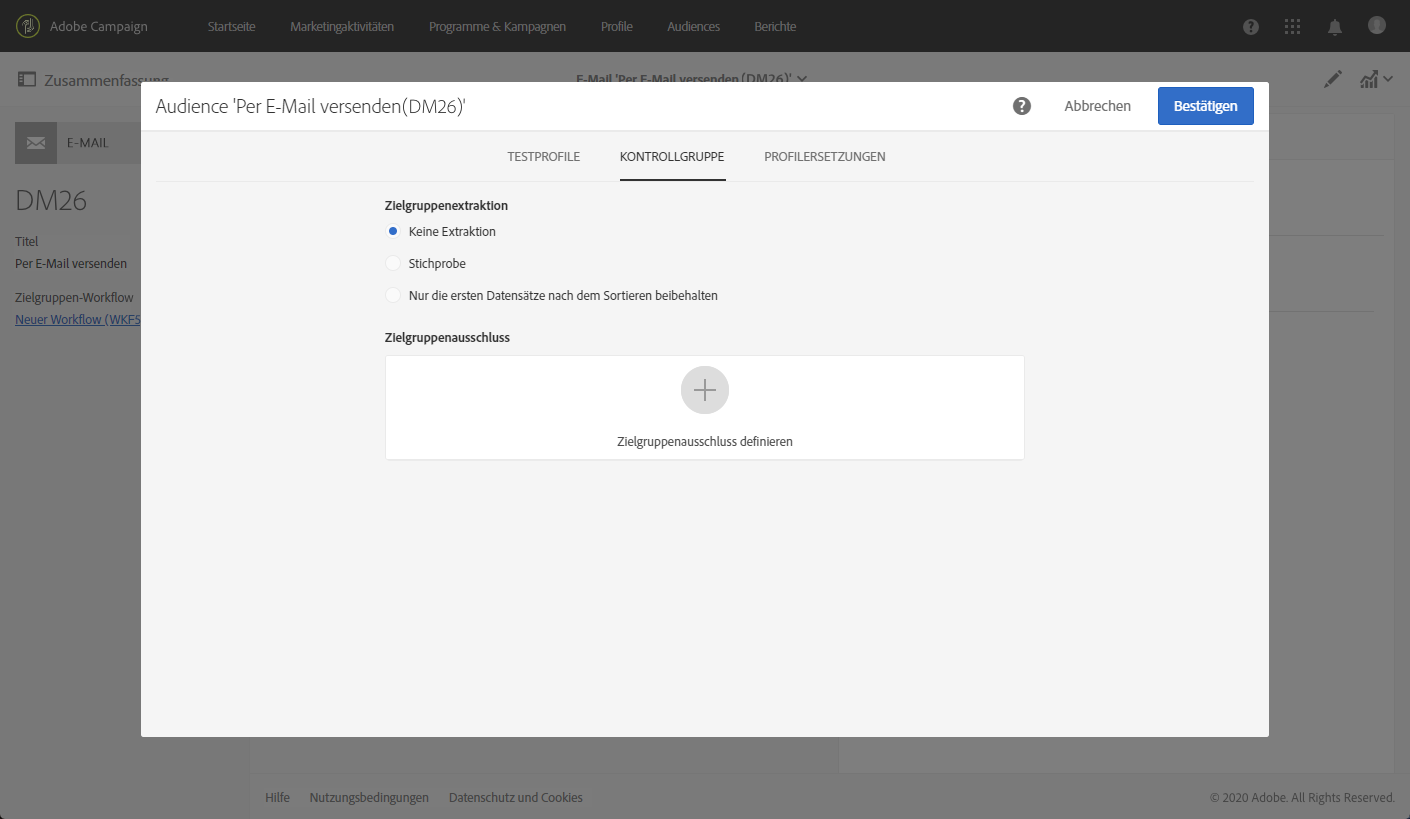 Adobe Campaign Startseite Marketingaktivitäten Programme & Kampagnen Profile Audiences Berichte
Zusammenfassung E-Mail 'Per E-Mail versenden (DM26)'
Audience 'Per E-Mail versenden(DM26)' Abbrechen Bestätigen
E-MAIL
TESTPROFILE KONTROLLGRUPPE PROFILERSETZUNGEN
DM26
Titel
Per E-Mail versenden
Zielgruppen-Workflow
Neuer Workflow (WKF5
Zielgruppenextraktion
Keine Extraktion
Stichprobe
Nur die ersten Datensätze nach dem Sortieren beibehalten
Zielgruppenausschluss
Zielgruppenausschluss definieren
Hilfe Nutzungsbedingungen Datenschutz und Cookies © 2020 Adobe. All Rights Reserved.